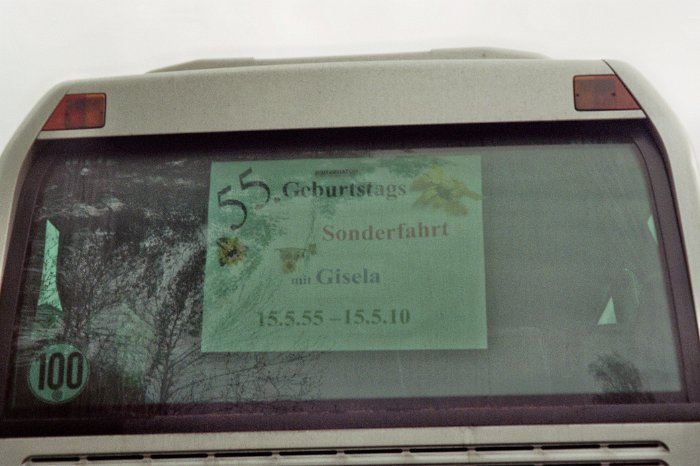 55. Geburtstags
Sonderfahrt
mit Gisela
15.5.55 – 15.5.10
100